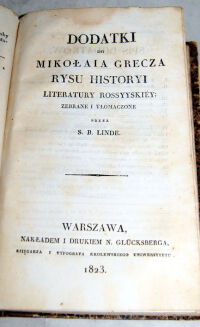 DODATKI
DO
MIKOŁAIA GRECZA
RYSU HISTORYI
LITERATURY ROSSYYSKIÉY;
ZEBRANE I TŁOMACZONE
PRZEZ
S. B. LINDE.
WARSZAWA,
NAKŁADEM I DRUKIEM N. GLÜCKSBERGA,
KSIĘGARZA I TYPOGRAFA KRÓLEWSKIEGO UNIWERSYTETU.
1823.